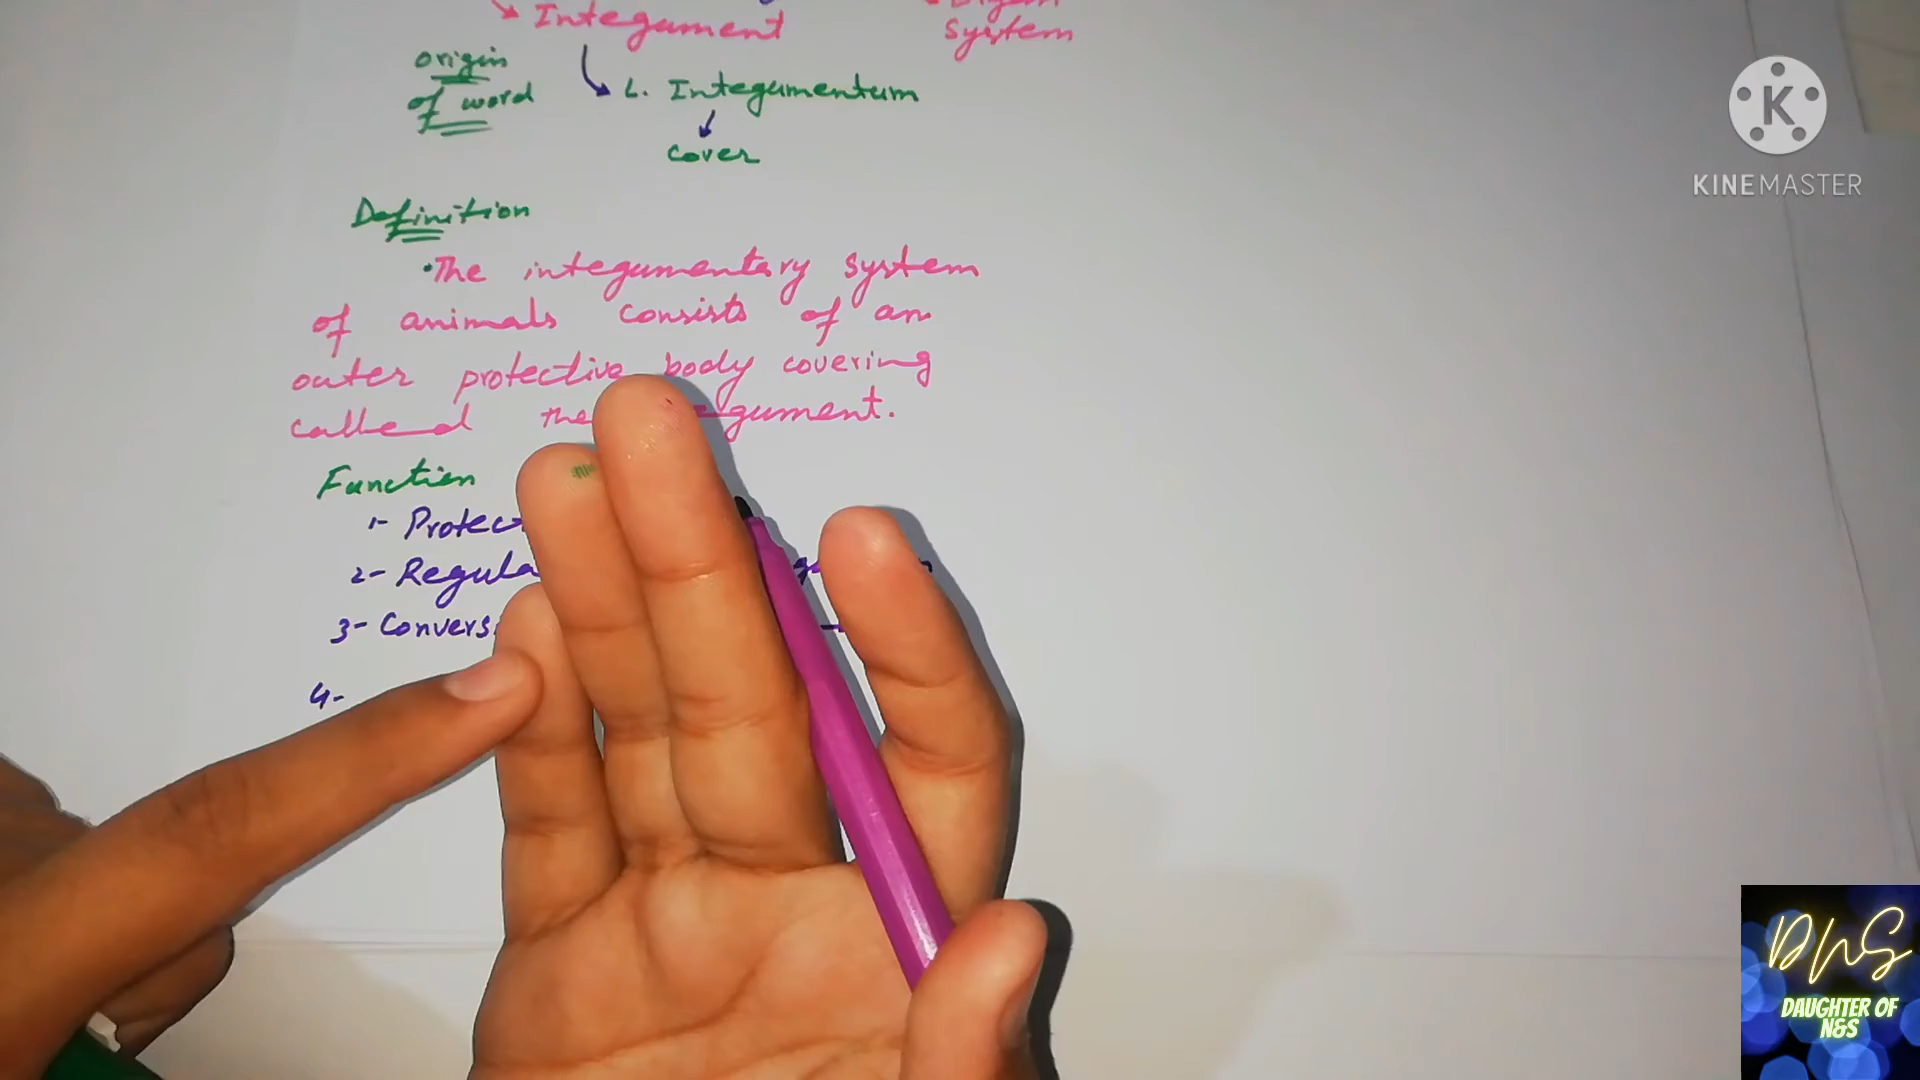 Integument
System
origin
of word
L. Integumentum
cover
Definition
•The integumentary system
of animals consists of an
outer protective body covering
called the gument.
Function
1- Protec
2- Regula
3- Convers
4-
KINEMASTER
DNS
DAUGHTER OF
N&S